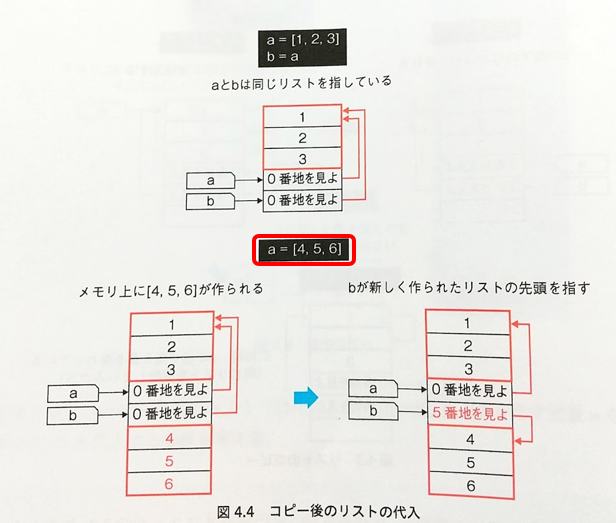 a = [1, 2, 3]
b = a
aとbは同じリストを指している
1
2
3
a
0 番地を見よ
b
0 番地を見よ
a = [4, 5, 6]
メモリ上に[4, 5, 6]が作られる
1
2
3
a
0 番地を見よ
b
0 番地を見よ
4
5
6
bが新しく作られたリストの先頭を指す
1
2
3
a
0 番地を見よ
b
5 番地を見よ
4
5
6
図 4.4 コピー後のリストの代入